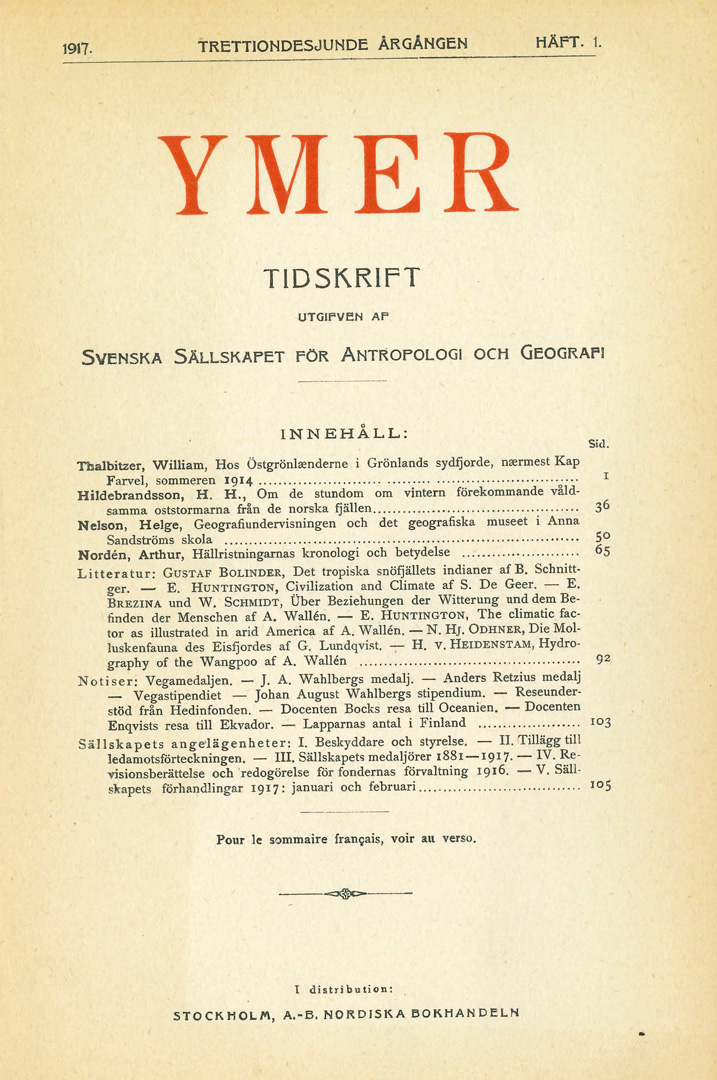 1917. TRETTIONDESJUNDE ÅRGÅNGEN HÄFT. 1.
YMER
TIDSKRIFT
UTGIFVEN AF
SVENSKA SÄLLSKAPET FÖR ANTROPOLOGI OCH GEOGRAFI
INNEHÅLL:
Sid.
Thalbitzer, William, Hos Östgrönlænderne i Grönlands sydfjorde, nærmest Kap
Farvel, sommeren 1914 ........................................................ 1
Hildebrandsson, H. H., Om de stundom om vintern förekommande våld-
samma oststormarna från de norska fjällen........................................ 36
Nelson, Helge, Geografiundervisningen och det geografiska museet i Anna
Sandströms skola ................................................................ 50
Nordén, Arthur, Hällristningarnas kronologi och betydelse ........................ 65
Litteratur: GUSTAF BOLINDER, Det tropiska snöfjällets indianer af B. Schnitt-
ger. — E. HUNTINGTON, Civilization and Climate af S. De Geer. — E.
BREZINA und W. SCHMIDT, Über Beziehungen der Witterung und dem Be-
finden der Menschen af A. Wallén. — E. HUNTINGTON, The climatic fac-
tor as illustrated in arid America af A. Wallén. — N. HJ. ODHNER, Die Mol-
luskenfauna des Eisfjordes af G. Lundqvist. — H. v. HEIDENSTAM, Hydro-
graphy of the Wangpoo af A. Wallén ........................................ 92
Notiser: Vegamedaljen. — J. A. Wahlbergs medalj. — Anders Retzius medalj
— Vegastipendiet — Johan August Wahlbergs stipendium. — Reseunder-
stöd från Hedinfonden. — Docenten Bocks resa till Oceanien. — Docenten
Enqvists resa till Ekvador. — Lapparnas antal i Finland ................... 103
Sällskapets angelägenheter: I. Beskyddare och styrelse. — II. Tillägg till
ledamotsförteckningen. — III. Sällskapets medaljörer 1881—1917. — IV. Re-
visionsberättelse och redogörelse för fondernas förvaltning 1916. — V. Säll-
skapets förhandlingar 1917: januari och februari ............................... 105
Pour le sommaire français, voir au verso.
I distribution:
STOCKHOLM, A.-B. NORDISKA BOKHANDELN